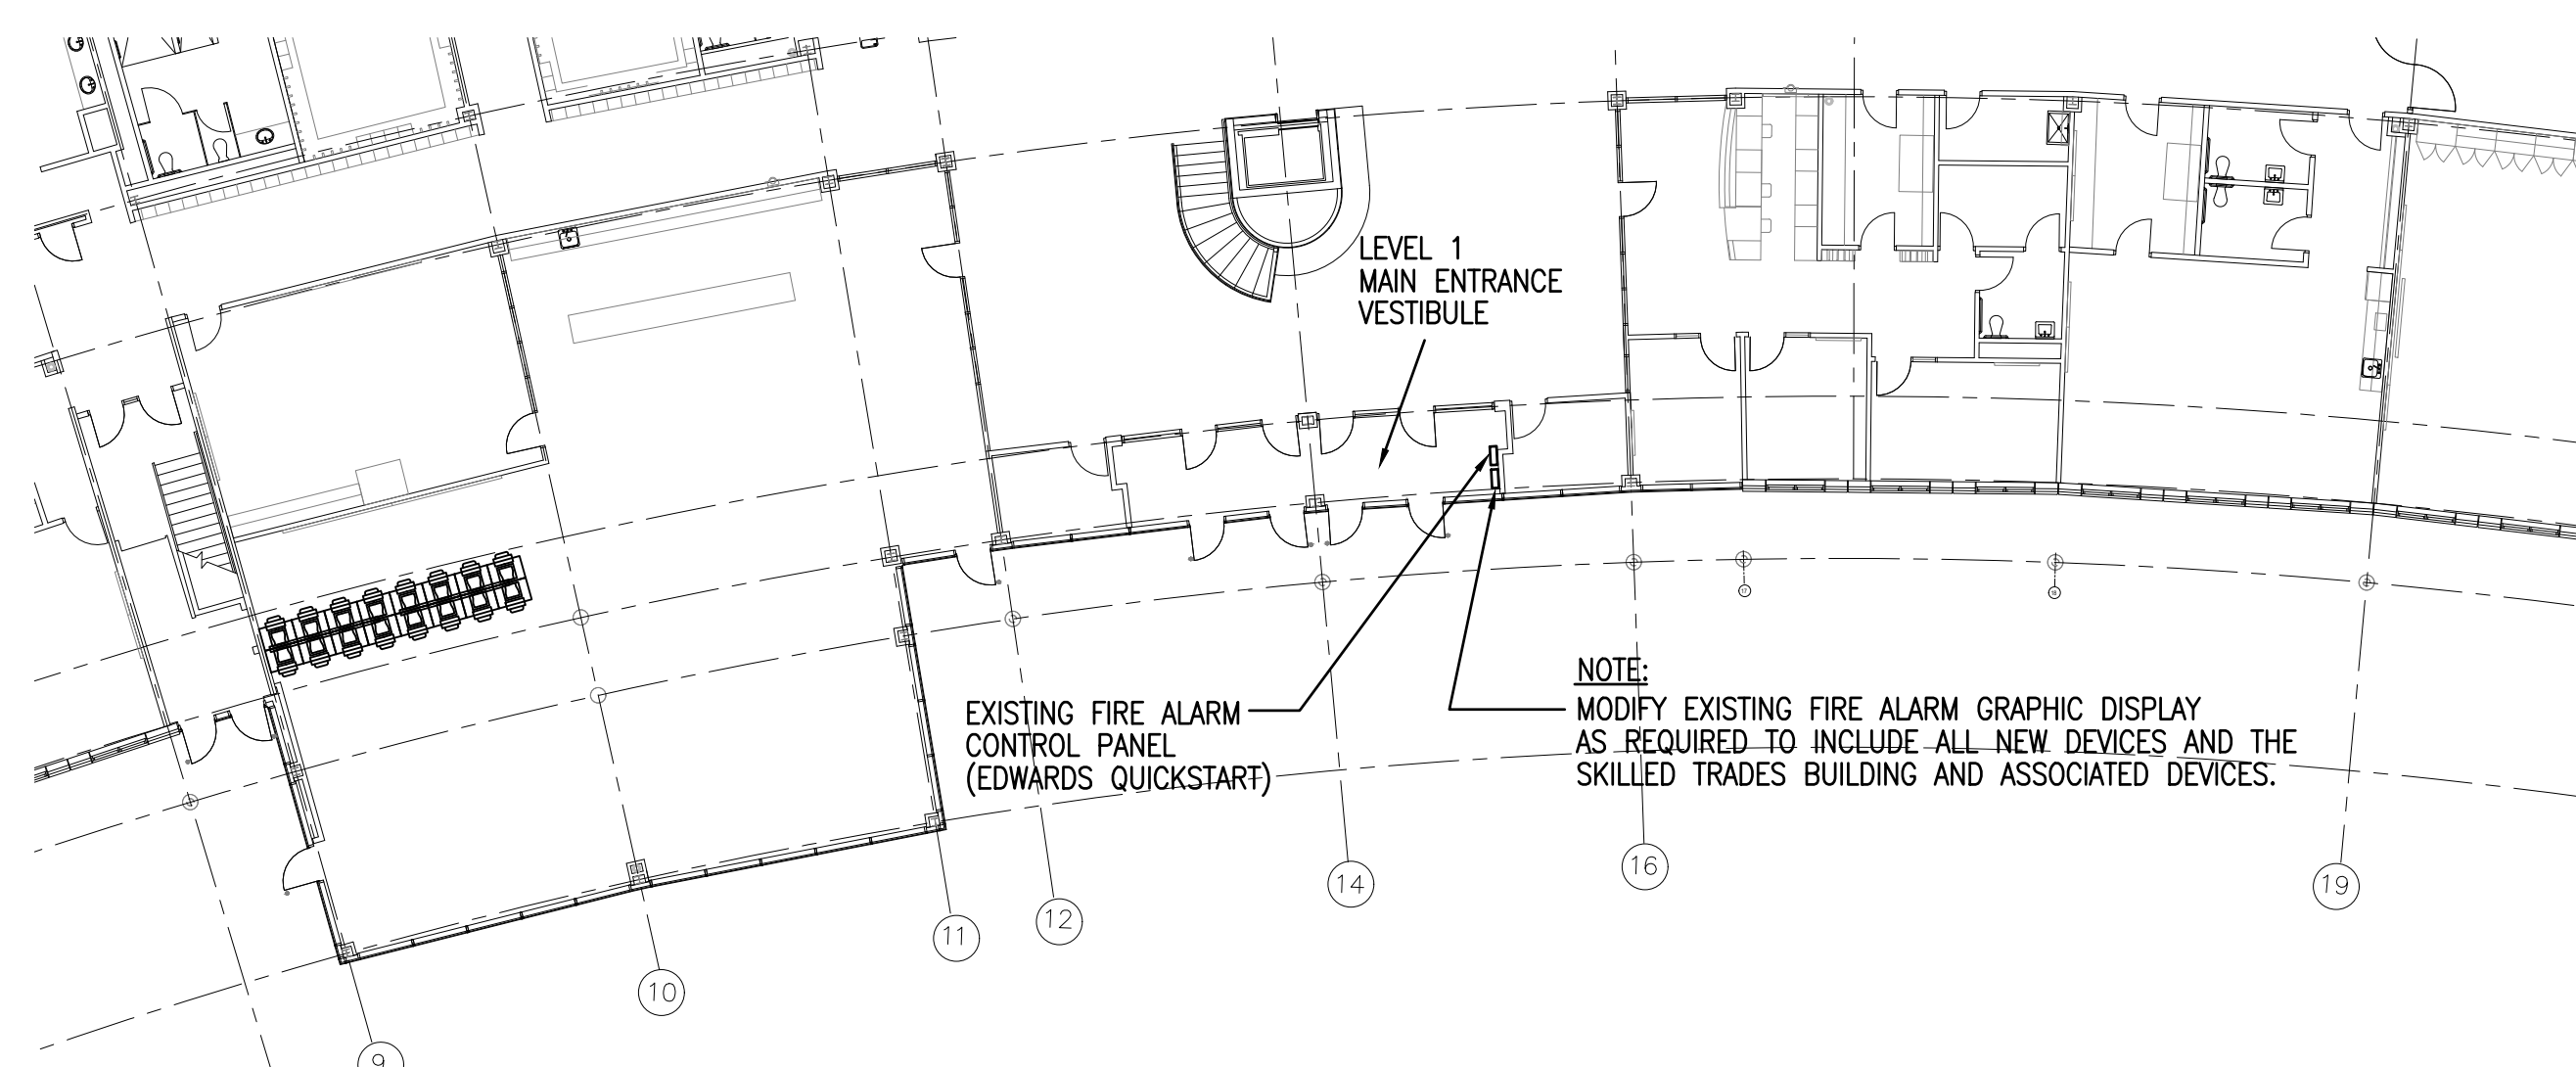 LEVEL 1
MAIN ENTRANCE
VESTIBULE
EXISTING FIRE ALARM
CONTROL PANEL
(EDWARDS QUICKSTART)
NOTE:
MODIFY EXISTING FIRE ALARM GRAPHIC DISPLAY
AS REQUIRED TO INCLUDE ALL NEW DEVICES AND THE
SKILLED TRADES BUILDING AND ASSOCIATED DEVICES.
17
18
9
10
11
12
14
16
19